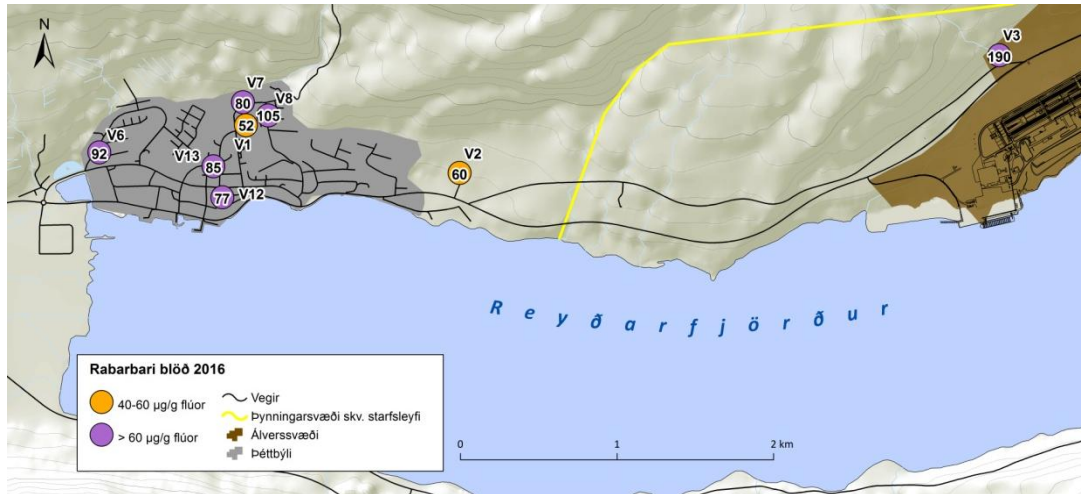 N
V3
190
V7
80
V8
105
52
V1
V6
92
V13
85
V2
60
77
V12
Reyðarfjörður
Rabarbari blöð 2016
40-60 µg/g flúor
> 60 µg/g flúor
Vegir
Þynningarsvæði skv. starfsleyfi
Álverssvæði
Þéttbýli
0 1 2 km